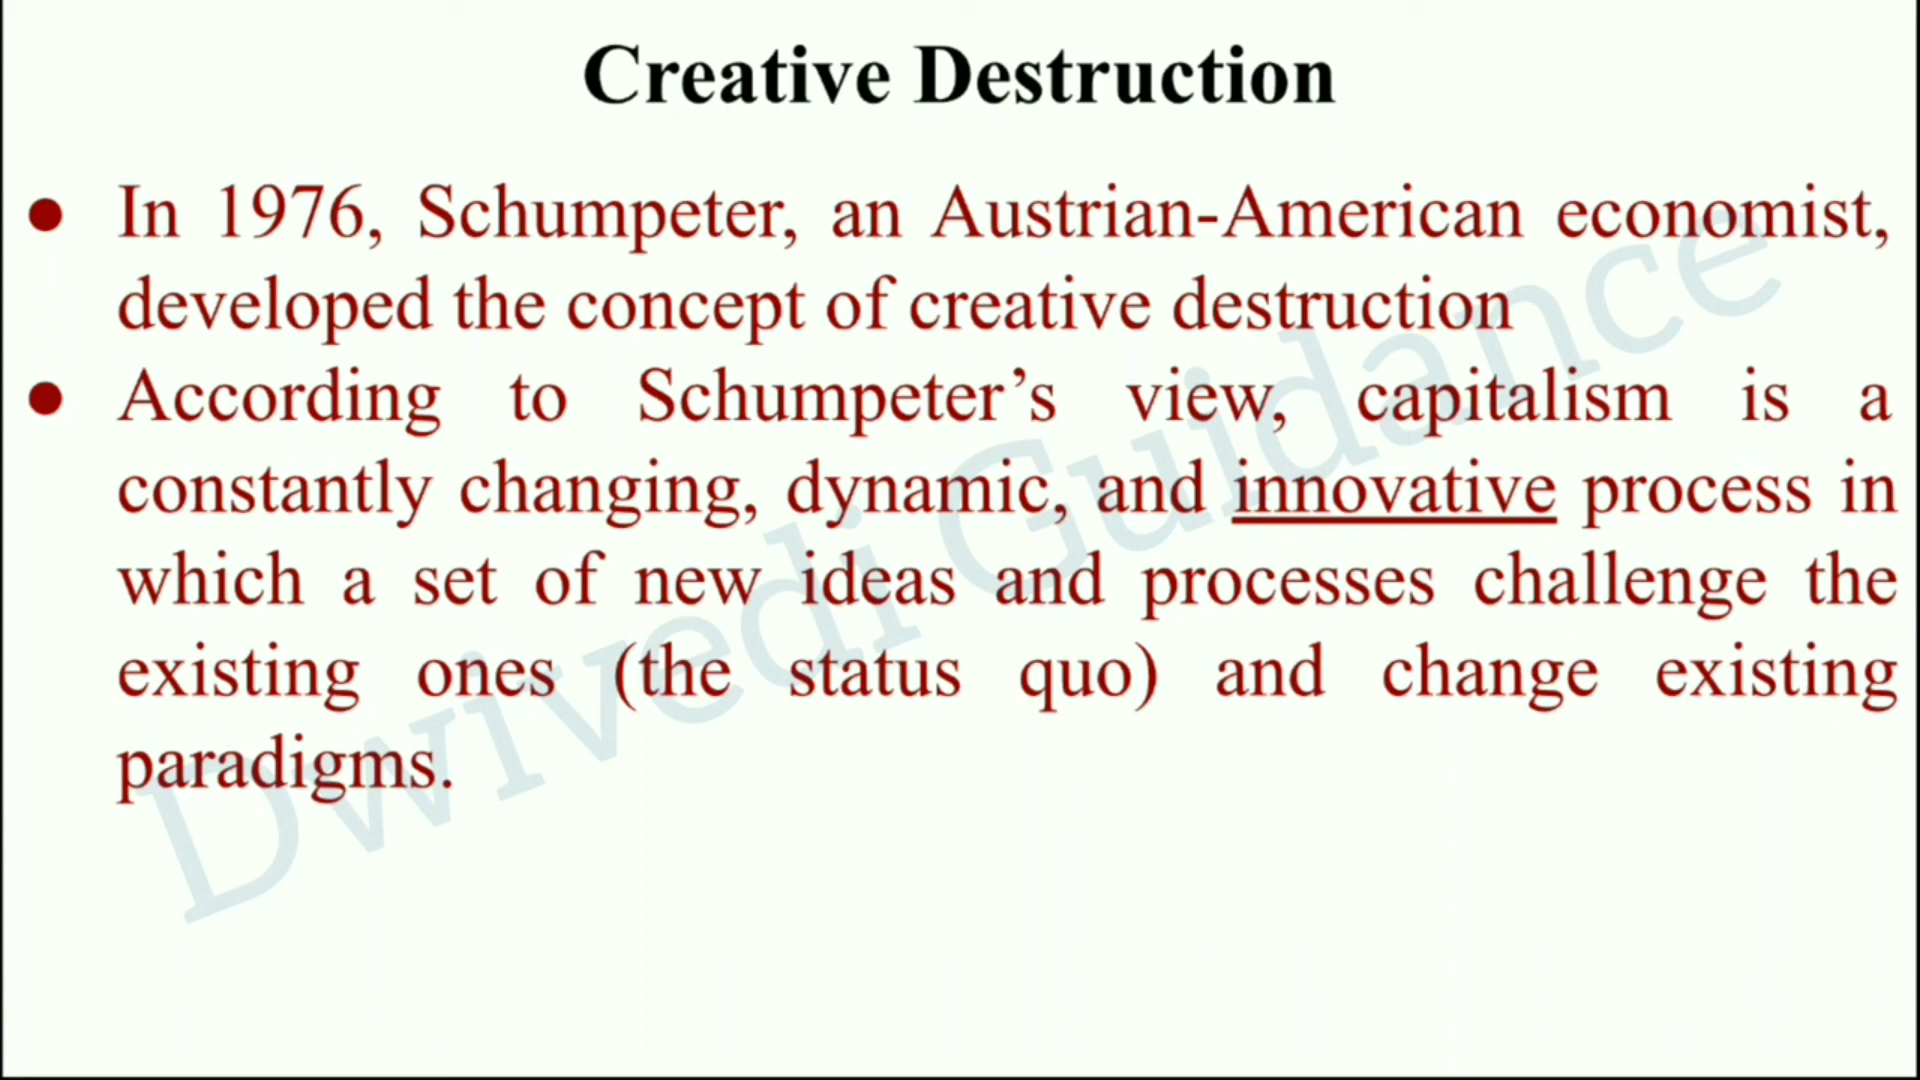 Creative Destruction
● In 1976, Schumpeter, an Austrian-American economist,
developed the concept of creative destruction
● According to Schumpeter’s view, capitalism is a
constantly changing, dynamic, and innovative process in
which a set of new ideas and processes challenge the
existing ones (the status quo) and change existing
paradigms.
Dwivedi Guidance